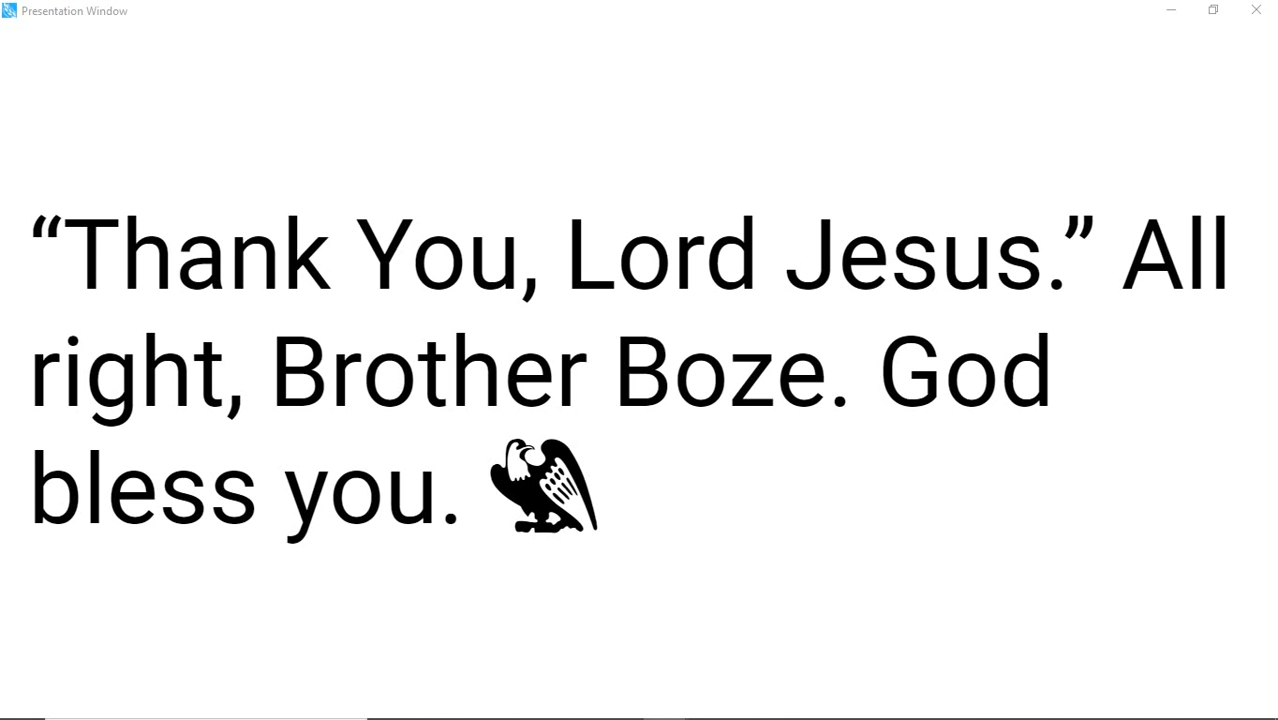 Presentation Window
“Thank You, Lord Jesus.” All
right, Brother Boze. God
bless you.